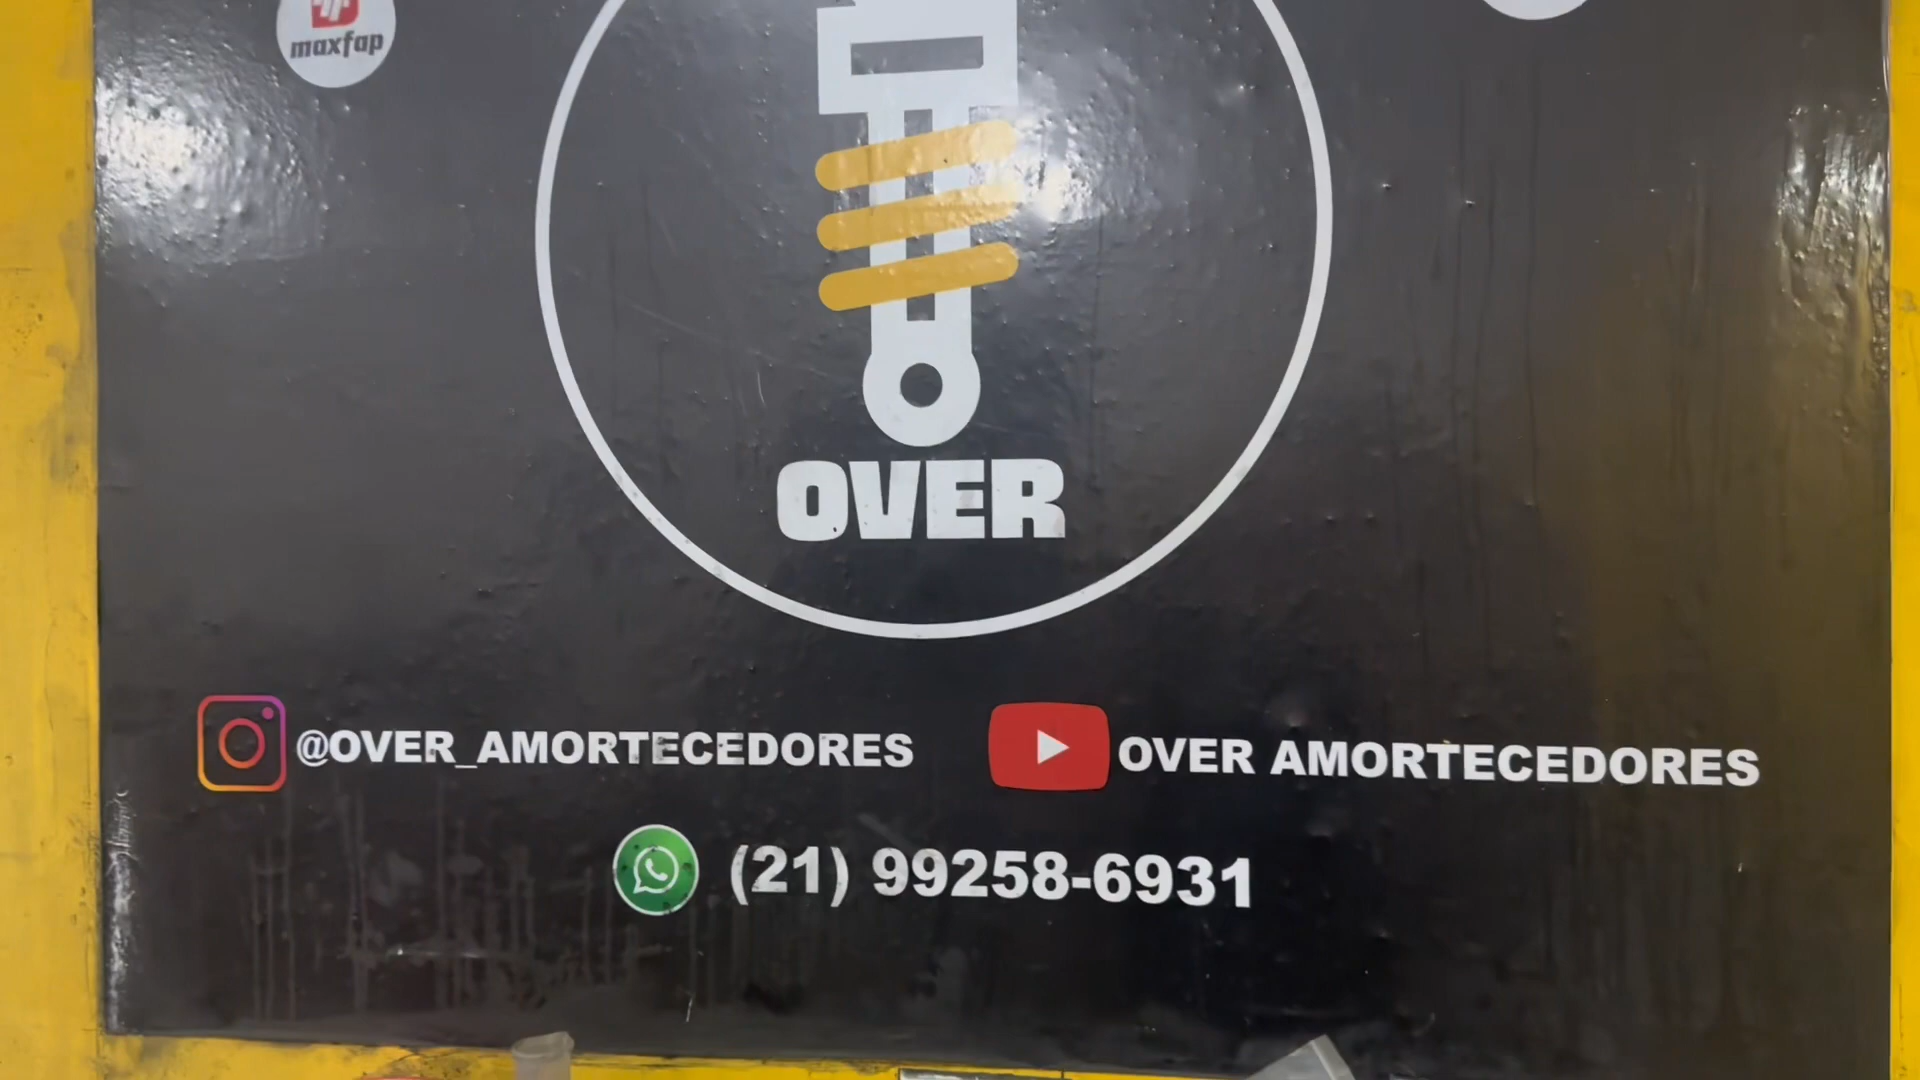 maxfap
OVER
@OVER_AMORTECEDORES
OVER AMORTECEDORES
(21) 99258-6931